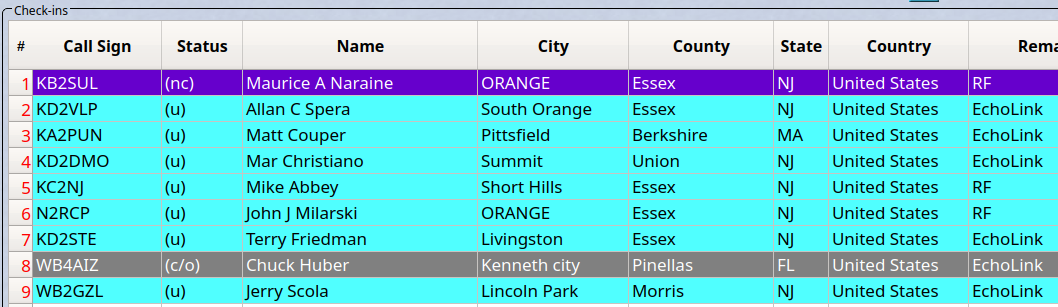 Check-ins
# Call Sign Status Name City County State Country Rema
1 KB2SUL (nc) Maurice A Naraine ORANGE Essex NJ United States RF
2 KD2VLP (u) Allan C Spera South Orange Essex NJ United States EchoLink
3 KA2PUN (u) Matt Couper Pittsfield Berkshire MA United States EchoLink
4 KD2DMO (u) Mar Christiano Summit Union NJ United States EchoLink
5 KC2NJ (u) Mike Abbey Short Hills Essex NJ United States RF
6 N2RCP (u) John J Milarski ORANGE Essex NJ United States RF
7 KD2STE (u) Terry Friedman Livingston Essex NJ United States EchoLink
8 WB4AIZ (c/o) Chuck Huber Kenneth city Pinellas FL United States EchoLink
9 WB2GZL (u) Jerry Scola Lincoln Park Morris NJ United States EchoLink